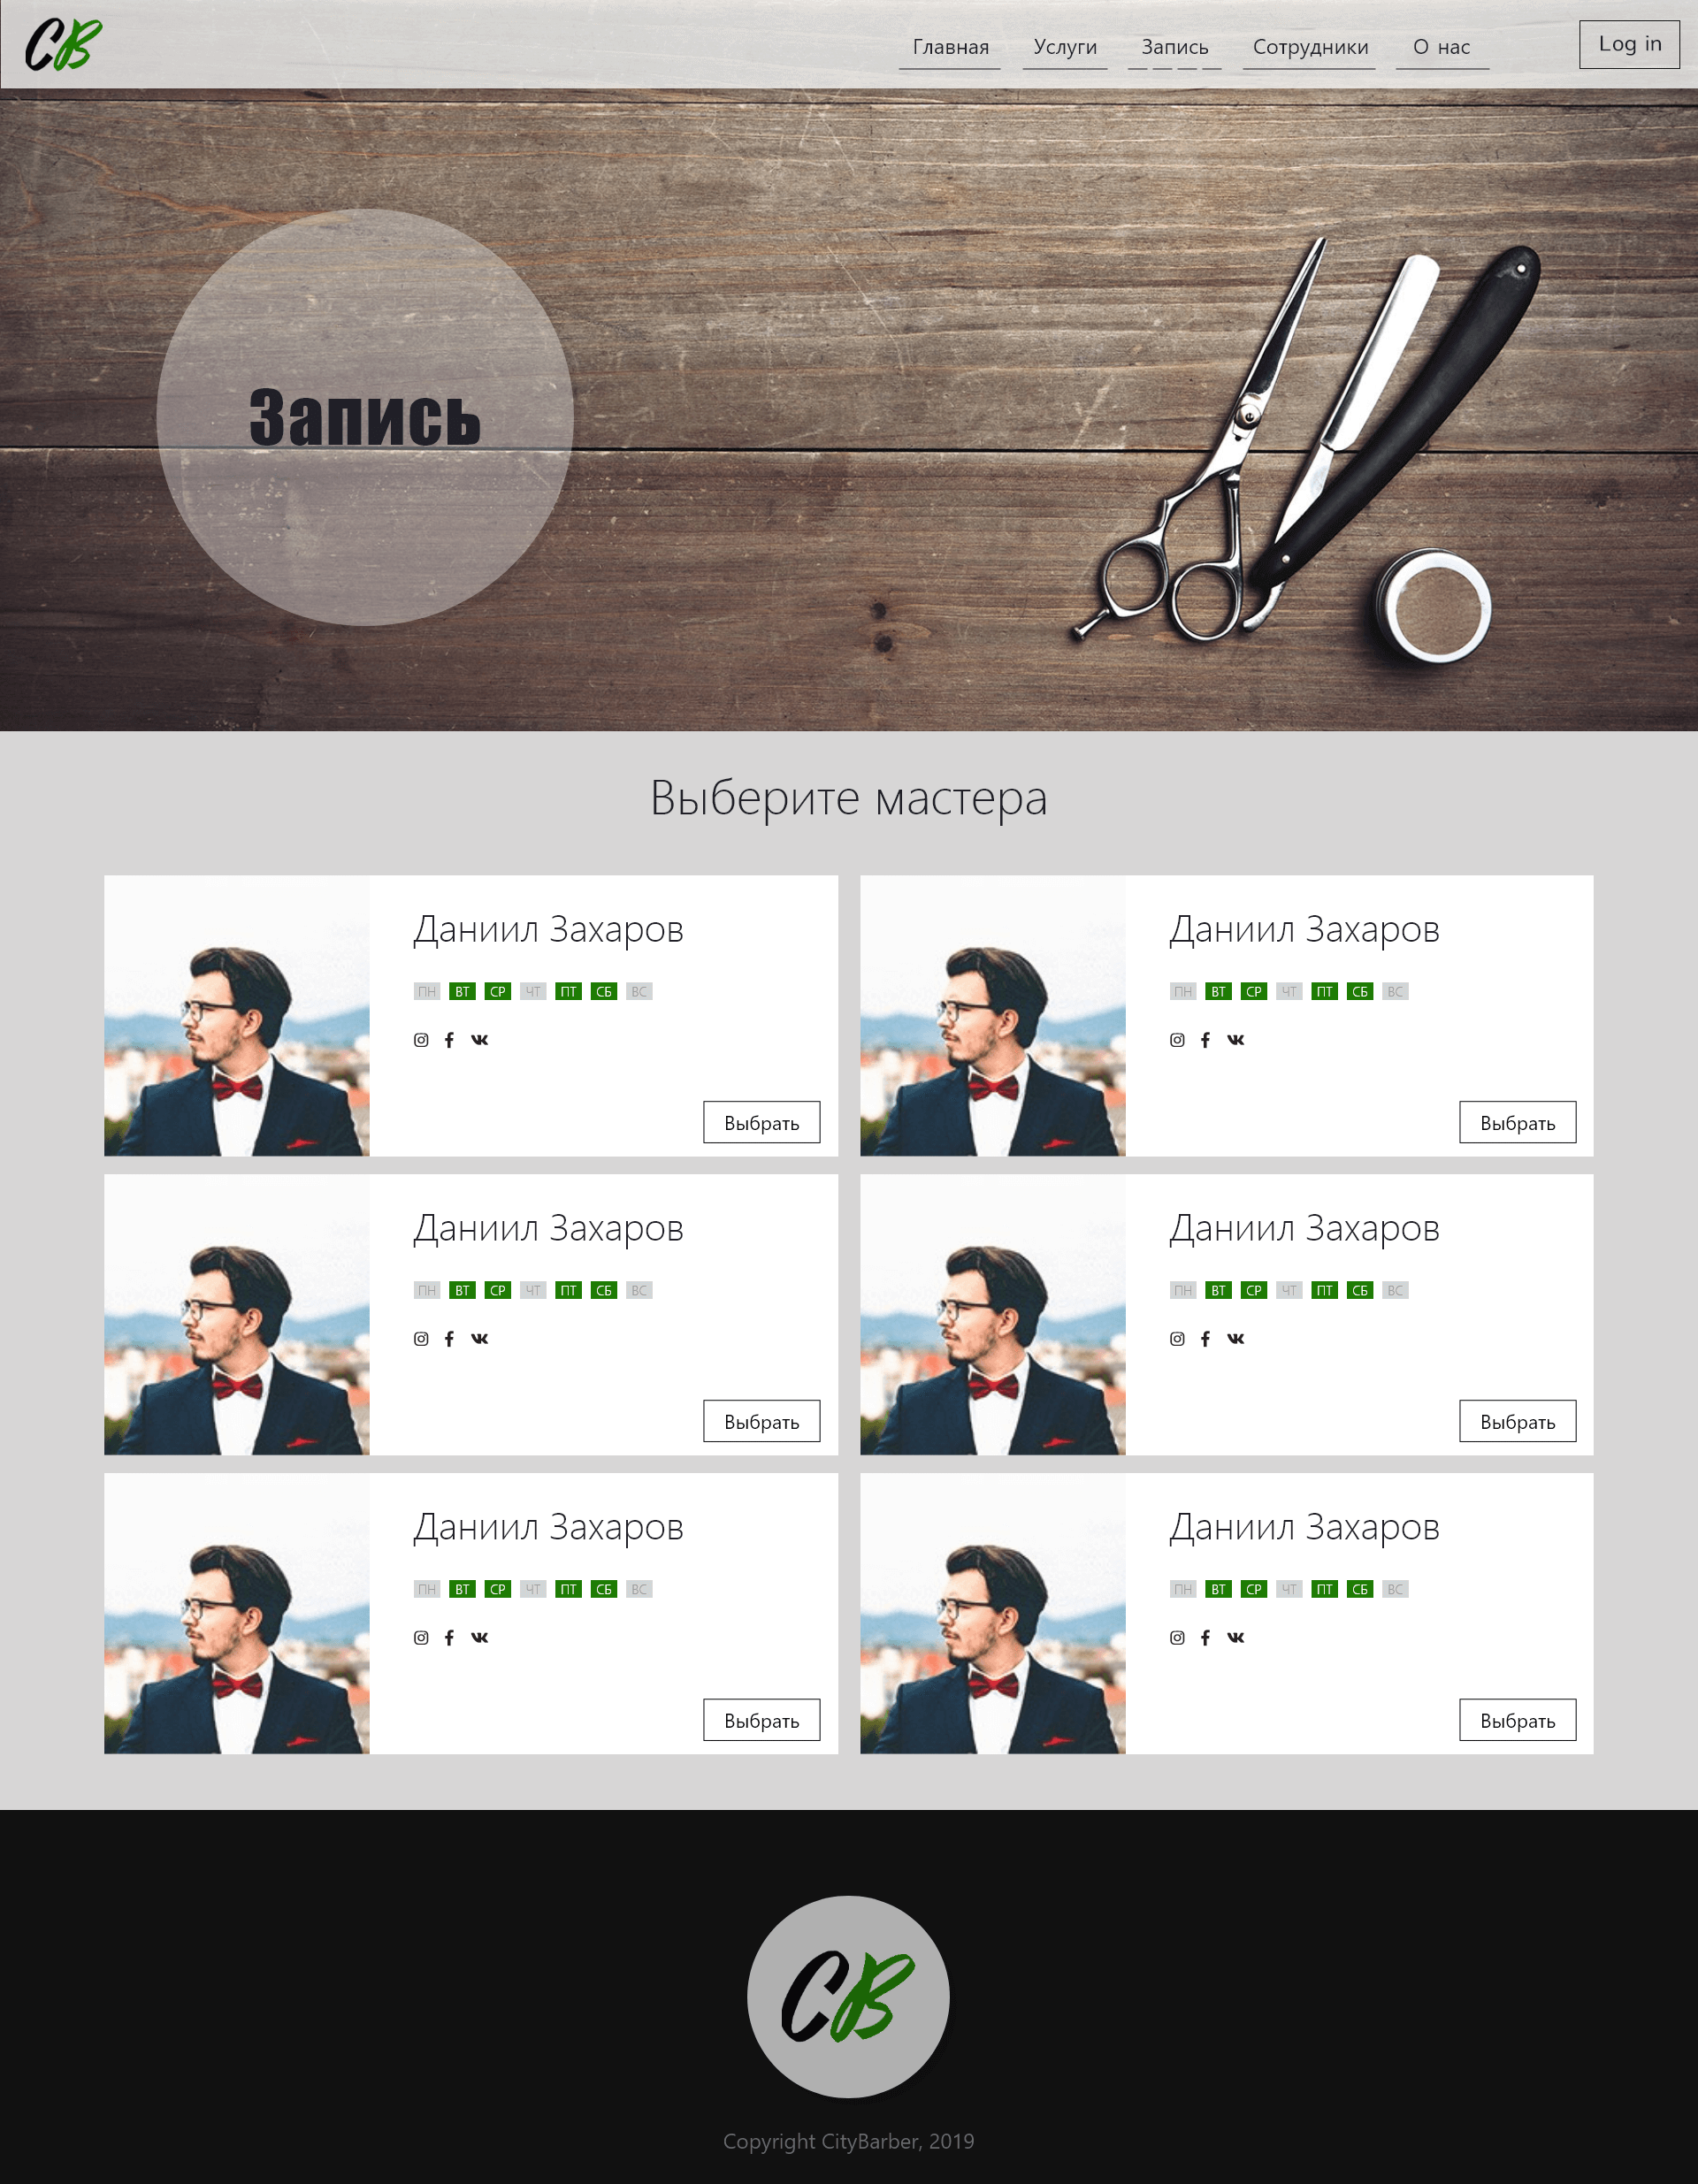 CB
Главная Услуги Запись Сотрудники О нас Log in
Запись
Выберите мастера
Даниил Захаров
ПН ВТ СР ЧТ ПТ СБ ВС
Выбрать
Даниил Захаров
ПН ВТ СР ЧТ ПТ СБ ВС
Выбрать
Даниил Захаров
ПН ВТ СР ЧТ ПТ СБ ВС
Выбрать
Даниил Захаров
ПН ВТ СР ЧТ ПТ СБ ВС
Выбрать
Даниил Захаров
ПН ВТ СР ЧТ ПТ СБ ВС
Выбрать
Даниил Захаров
ПН ВТ СР ЧТ ПТ СБ ВС
Выбрать
CB
Copyright CityBarber, 2019